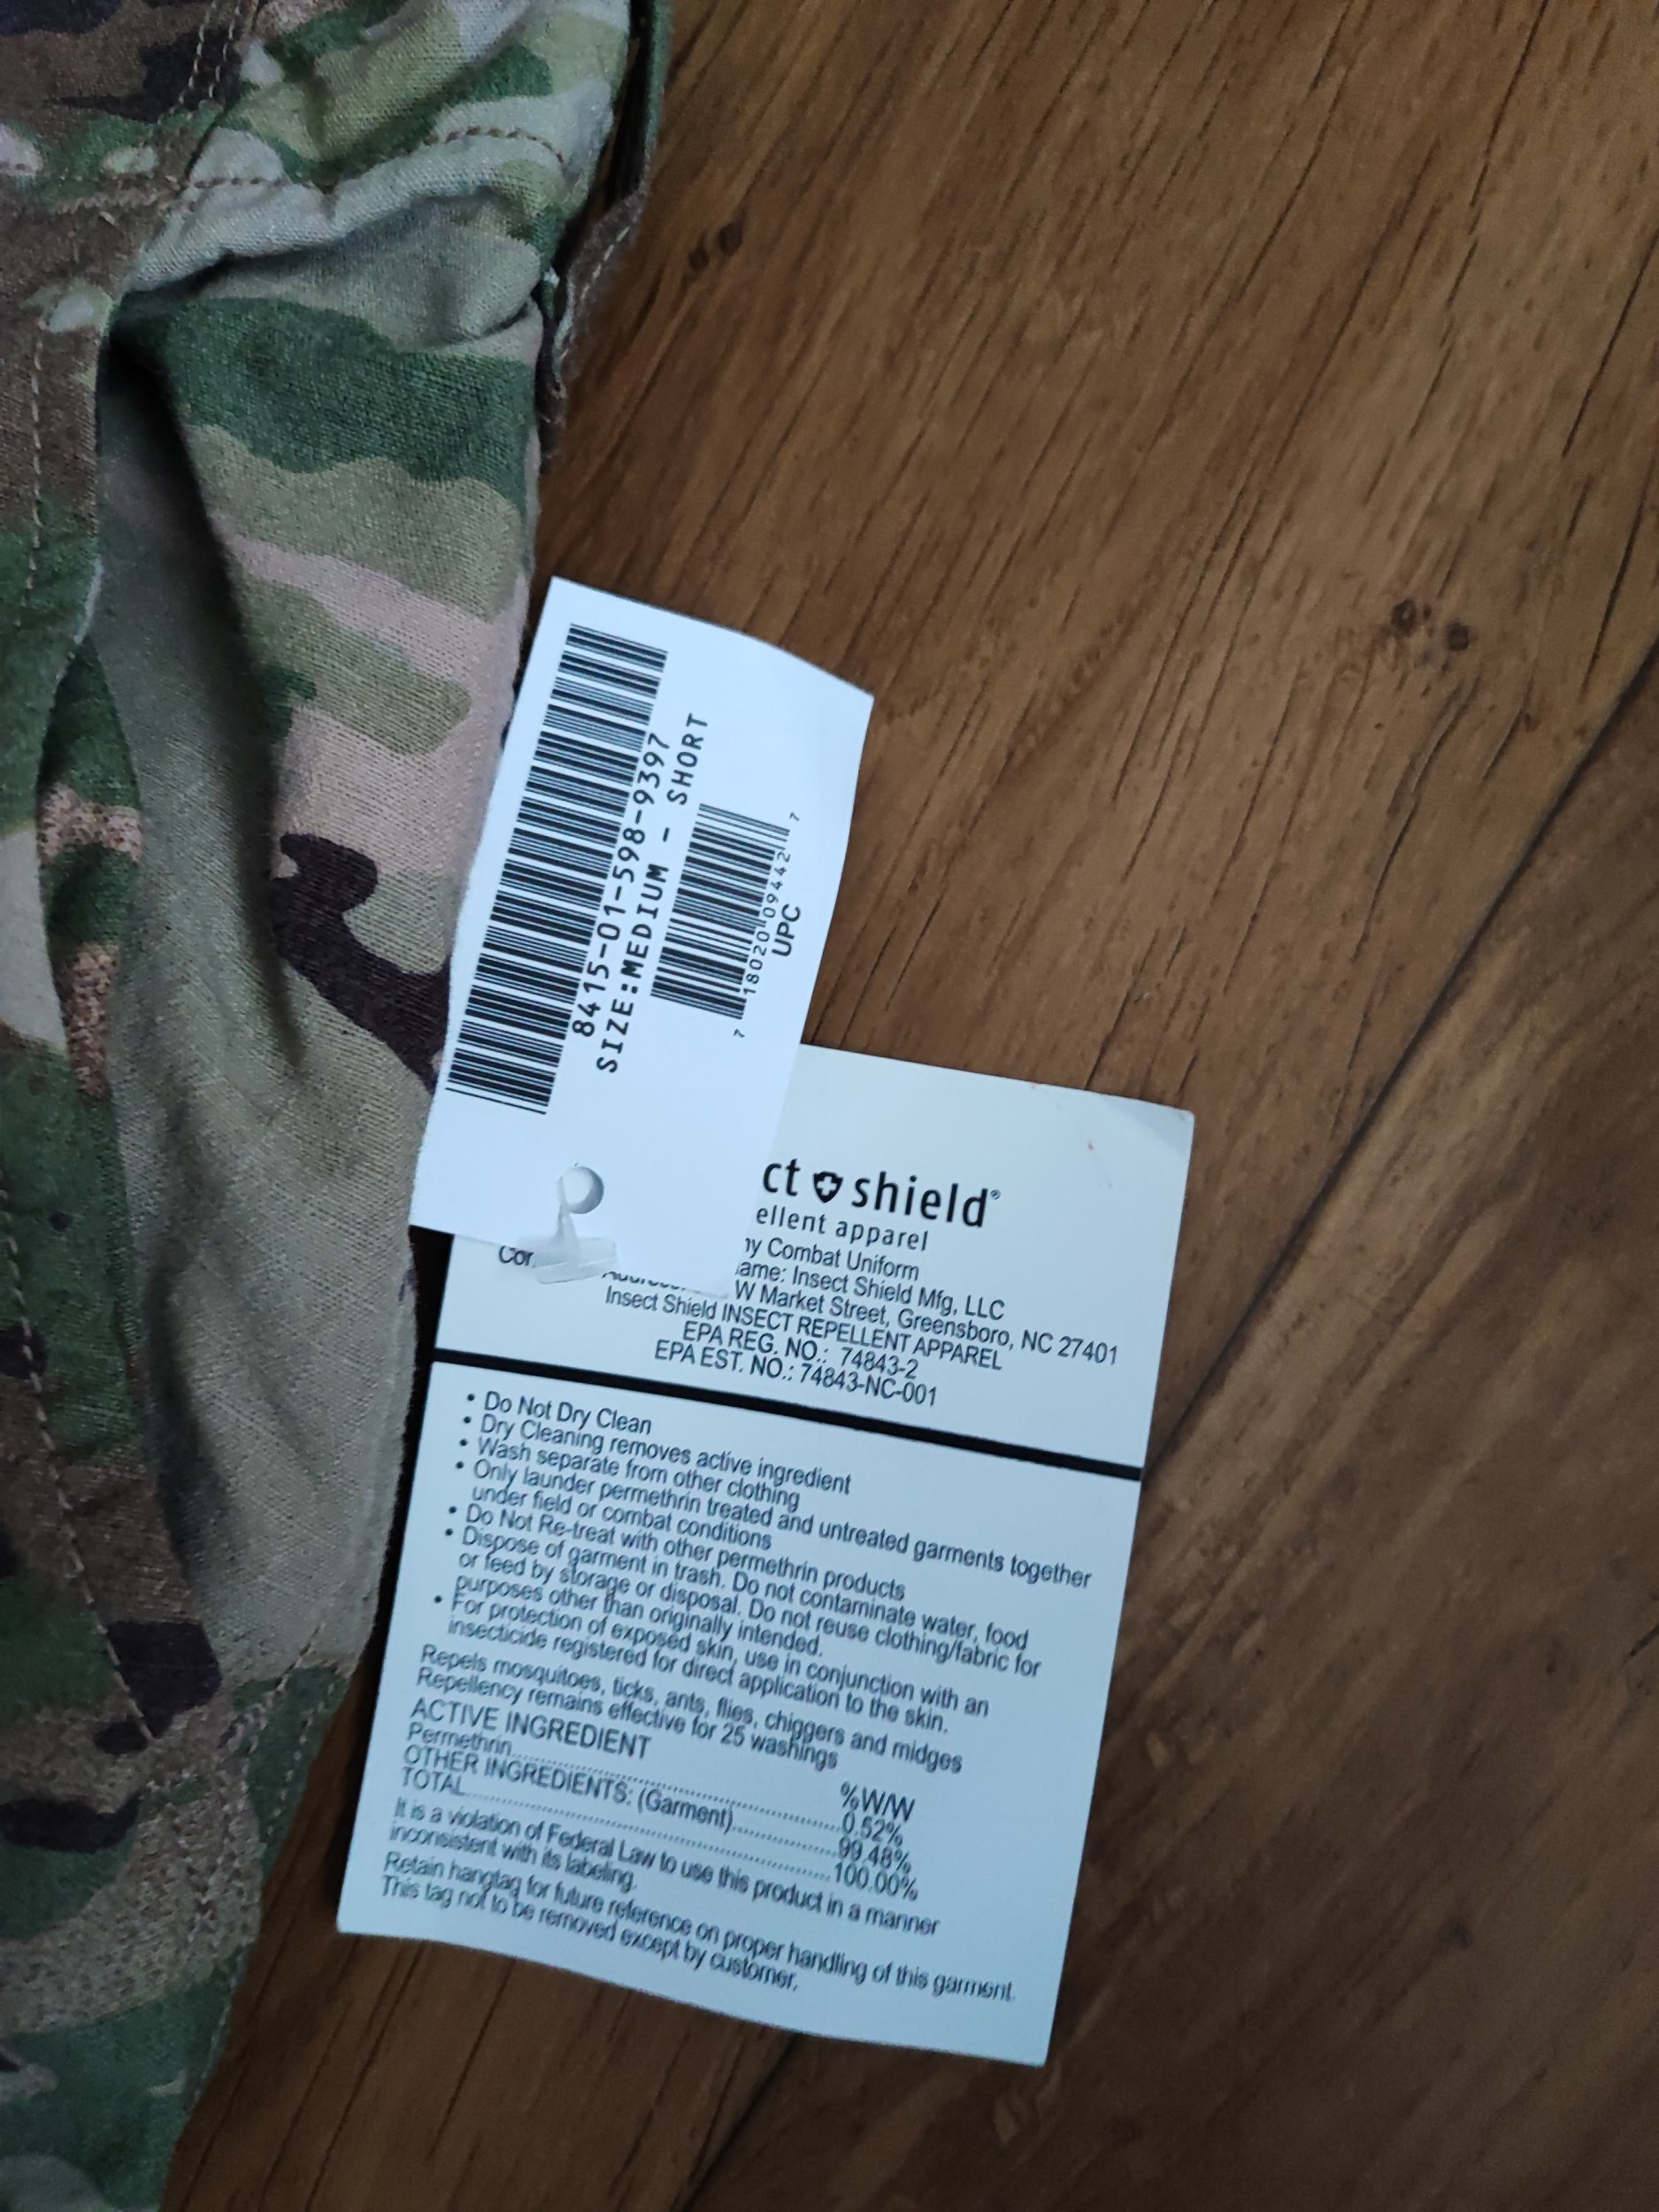 8415-01-598-9397
SIZE:MEDIUM - SHORT
7 18020 09442 7
UPC
ct shield®
ellent apparel
my Combat Uniform
Name: Insect Shield Mfg, LLC
W Market Street, Greensboro, NC 27401
Insect Shield INSECT REPELLENT APPAREL
EPA REG. NO.: 74843-2
EPA EST. NO.: 74843-NC-001
• Do Not Dry Clean
• Dry Cleaning removes active ingredient
• Wash separate from other clothing
• Only launder permethrin treated and untreated garments together
under field or combat conditions
• Do Not Re-treat with other permethrin products
• Dispose of garment in trash. Do not contaminate water, food
or feed by storage or disposal. Do not reuse clothing/fabric for
purposes other than originally intended.
• For protection of exposed skin, use in conjunction with an
insecticide registered for direct application to the skin.
Repels mosquitoes, ticks, ants, flies, chiggers and midges
Repellency remains effective for 25 washings
ACTIVE INGREDIENT %W/W
Permethrin 0.52%
OTHER INGREDIENTS: (Garment) 99.48%
TOTAL 100.00%
It is a violation of Federal Law to use this product in a manner
inconsistent with its labeling.
Retain hangtag for future reference on proper handling of this garment.
This tag not to be removed except by customer.